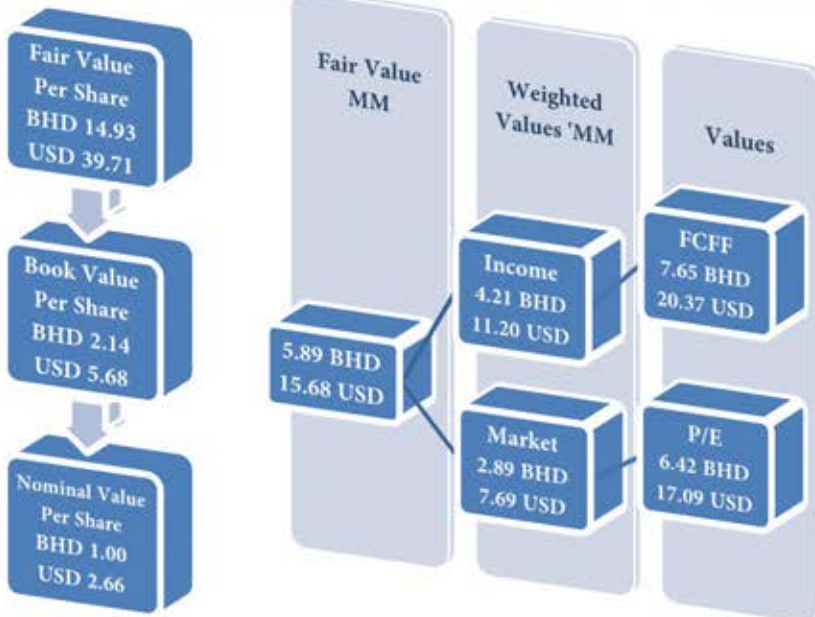 Fair Value
Per Share
BHD 14.93
USD 39.71
Book Value
Per Share
BHD 2.14
USD 5.68
Nominal Value
Per Share
BHD 1.00
USD 2.66
Fair Value
MM
5.89 BHD
15.68 USD
Weighted
Values 'MM
Income
4.21 BHD
11.20 USD
Market
2.89 BHD
7.69 USD
Values
FCFF
7.65 BHD
20.37 USD
P/E
6.42 BHD
17.09 USD